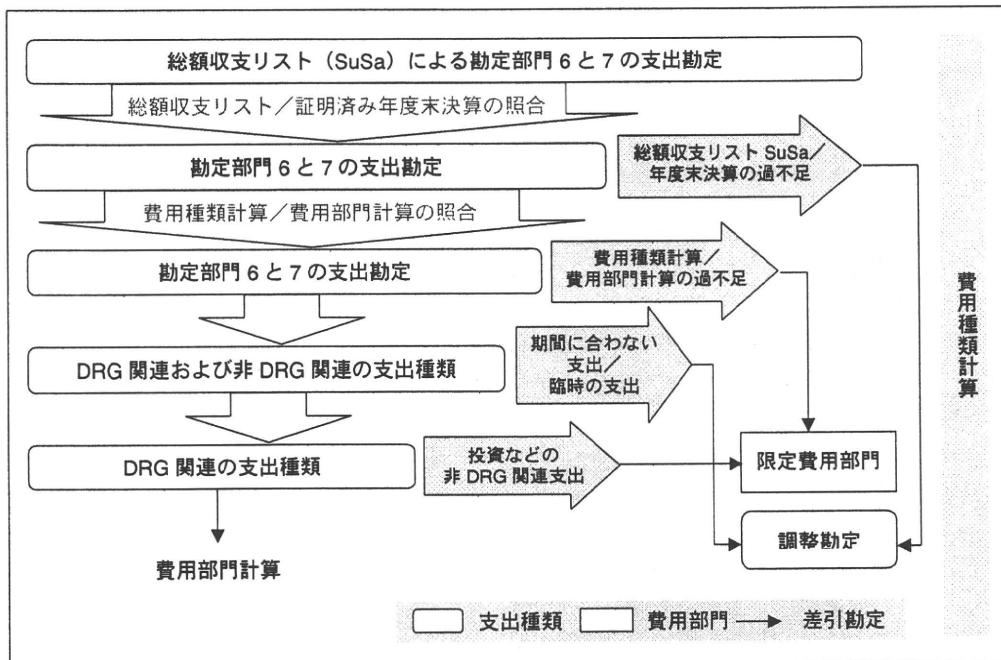 総額収支リスト（SuSa）による勘定部門6と7の支出勘定
総額収支リスト／証明済み年度末決算の照合
勘定部門6と7の支出勘定
総額収支リスト SuSa／
年度末決算の過不足
費用種類計算／費用部門計算の照合
勘定部門6と7の支出勘定
費用種類計算／
費用部門計算の過不足
DRG 関連および非 DRG 関連の支出種類
期間に合わない
支出／
臨時の支出
DRG 関連の支出種類
投資などの
非 DRG 関連支出
限定費用部門
調整勘定
費用部門計算
費用種類計算
支出種類
費用部門
差引勘定